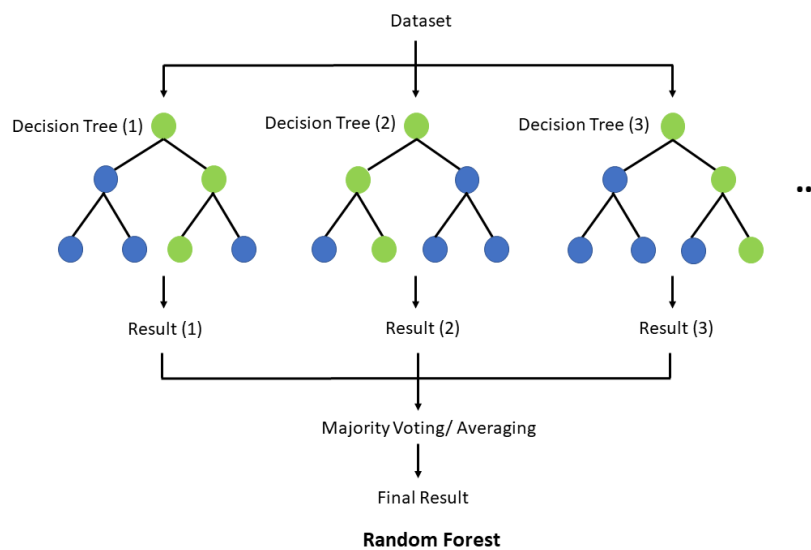 Dataset
Decision Tree (1)
Decision Tree (2)
Decision Tree (3)
..
Result (1)
Result (2)
Result (3)
Majority Voting/ Averaging
Final Result
Random Forest